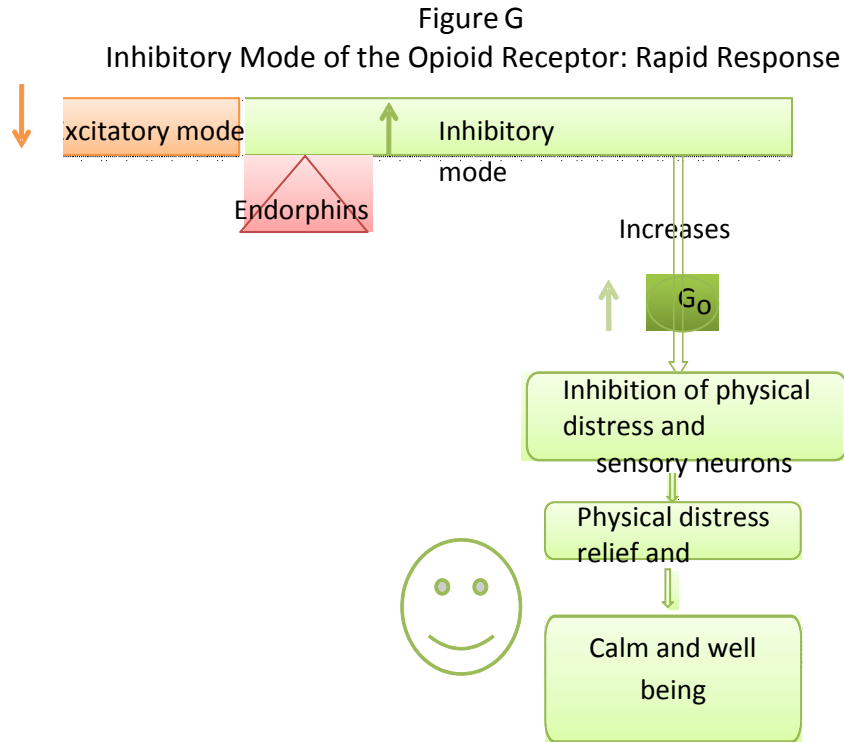 Figure G
Inhibitory Mode of the Opioid Receptor: Rapid Response
xcitatory mode
Inhibitory
mode
Endorphins
Increases
Go
Inhibition of physical
distress and
sensory neurons
Physical distress
relief and
Calm and well
being